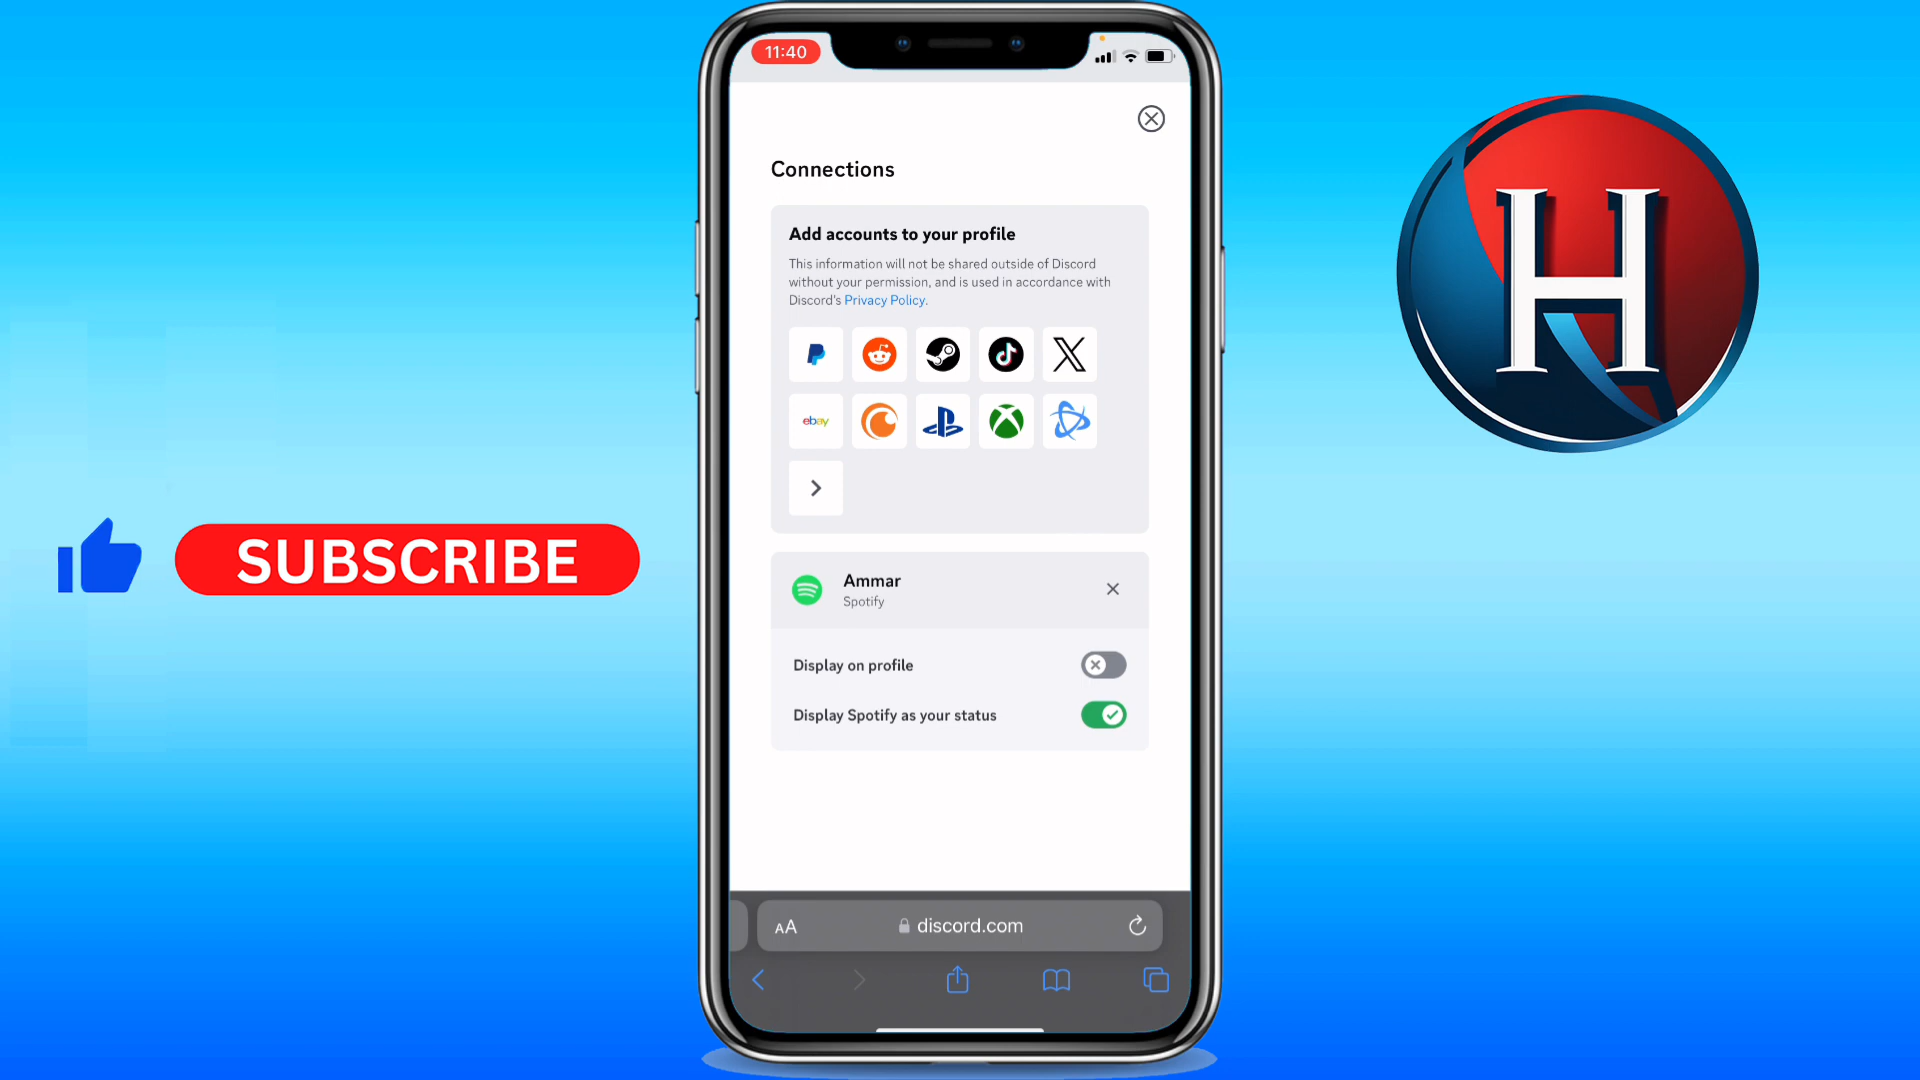 11:40
Connections
Add accounts to your profile
This information will not be shared outside of Discord
without your permission, and is used in accordance with
Discord's Privacy Policy.
ebay
Ammar
Spotify
Display on profile
Display Spotify as your status
AA
discord.com
SUBSCRIBE
H